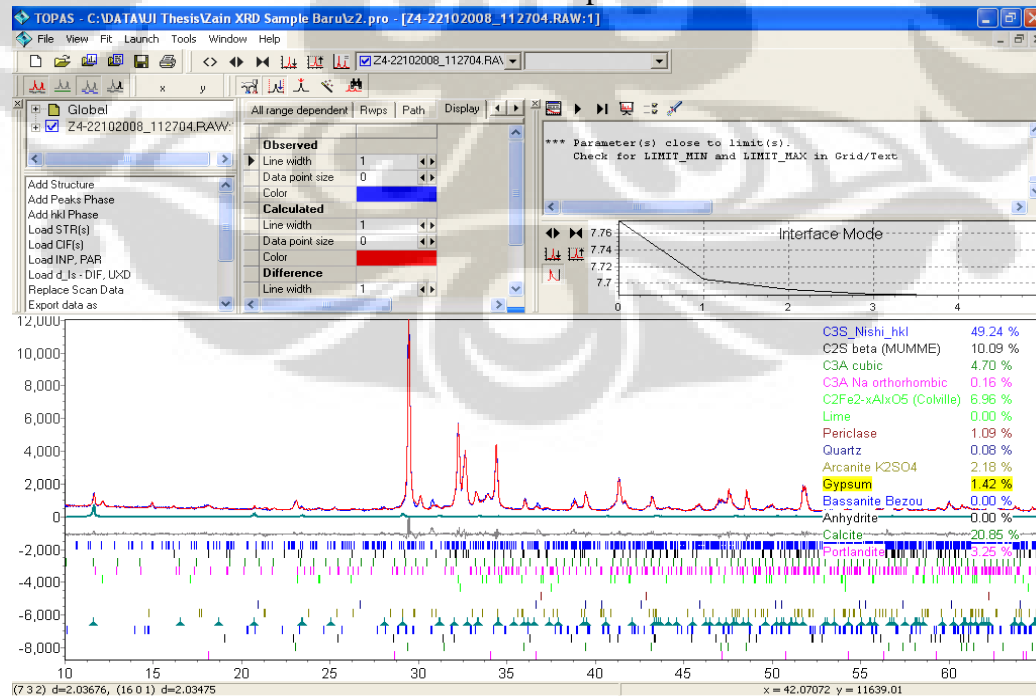 TOPAS - C:\DATA\UI Thesis\Zain XRD Sample Baru\z2.pro - [Z4-22102008_112704.RAW:1]
File View Fit Launch Tools Window Help
Z4-22102008_112704.RA\
x y
Global
Z4-22102008_112704.RAW:
Add Structure
Add Peaks Phase
Add hkl Phase
Load STR(s)
Load CIF(s)
Load INP, PAR
Load d_Is - DIF, UXD
Replace Scan Data
Export data as
All range dependent Rwps Path Display
Observed
Line width 1
Data point size 0
Color
Calculated
Line width 1
Data point size 0
Color
Difference
Line width 1
*** Parameter(s) close to limit(s).
Check for LIMIT_MIN and LIMIT_MAX in Grid/Text
Interface Mode
7.76
7.74
7.72
7.7
0 1 2 3 4
12,000
10,000
8,000
6,000
4,000
2,000
0
-2,000
-4,000
-6,000
-8,000
C3S_Nishi_hkl 49.24 %
C2S beta (MUMME) 10.09 %
C3A cubic 4.70 %
C3A Na orthorhombic 0.16 %
C2Fe2-xAlxO5 (Colville) 6.96 %
Lime 0.00 %
Periclase 1.09 %
Quartz 0.08 %
Arcanite K2SO4 2.18 %
Gypsum 1.42 %
Bassanite Bezou 0.00 %
Anhydrite 0.00 %
Calcite 20.85 %
Portlandite 3.25 %
10 15 20 25 30 35 40 45 50 55 60
(7 3 2) d=2.03676, (16 0 1) d=2.03475
x = 42.07072 y = 11639.01